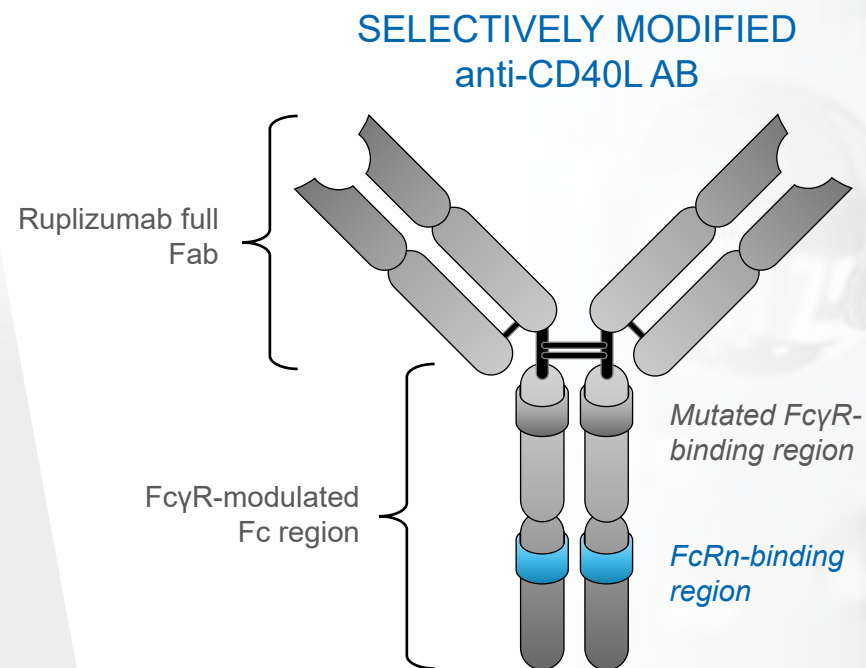 SELECTIVELY MODIFIED
anti-CD40L AB
Ruplizumab full
Fab
Mutated FcγR-
binding region
FcγR-modulated
Fc region
FcRn-binding
region